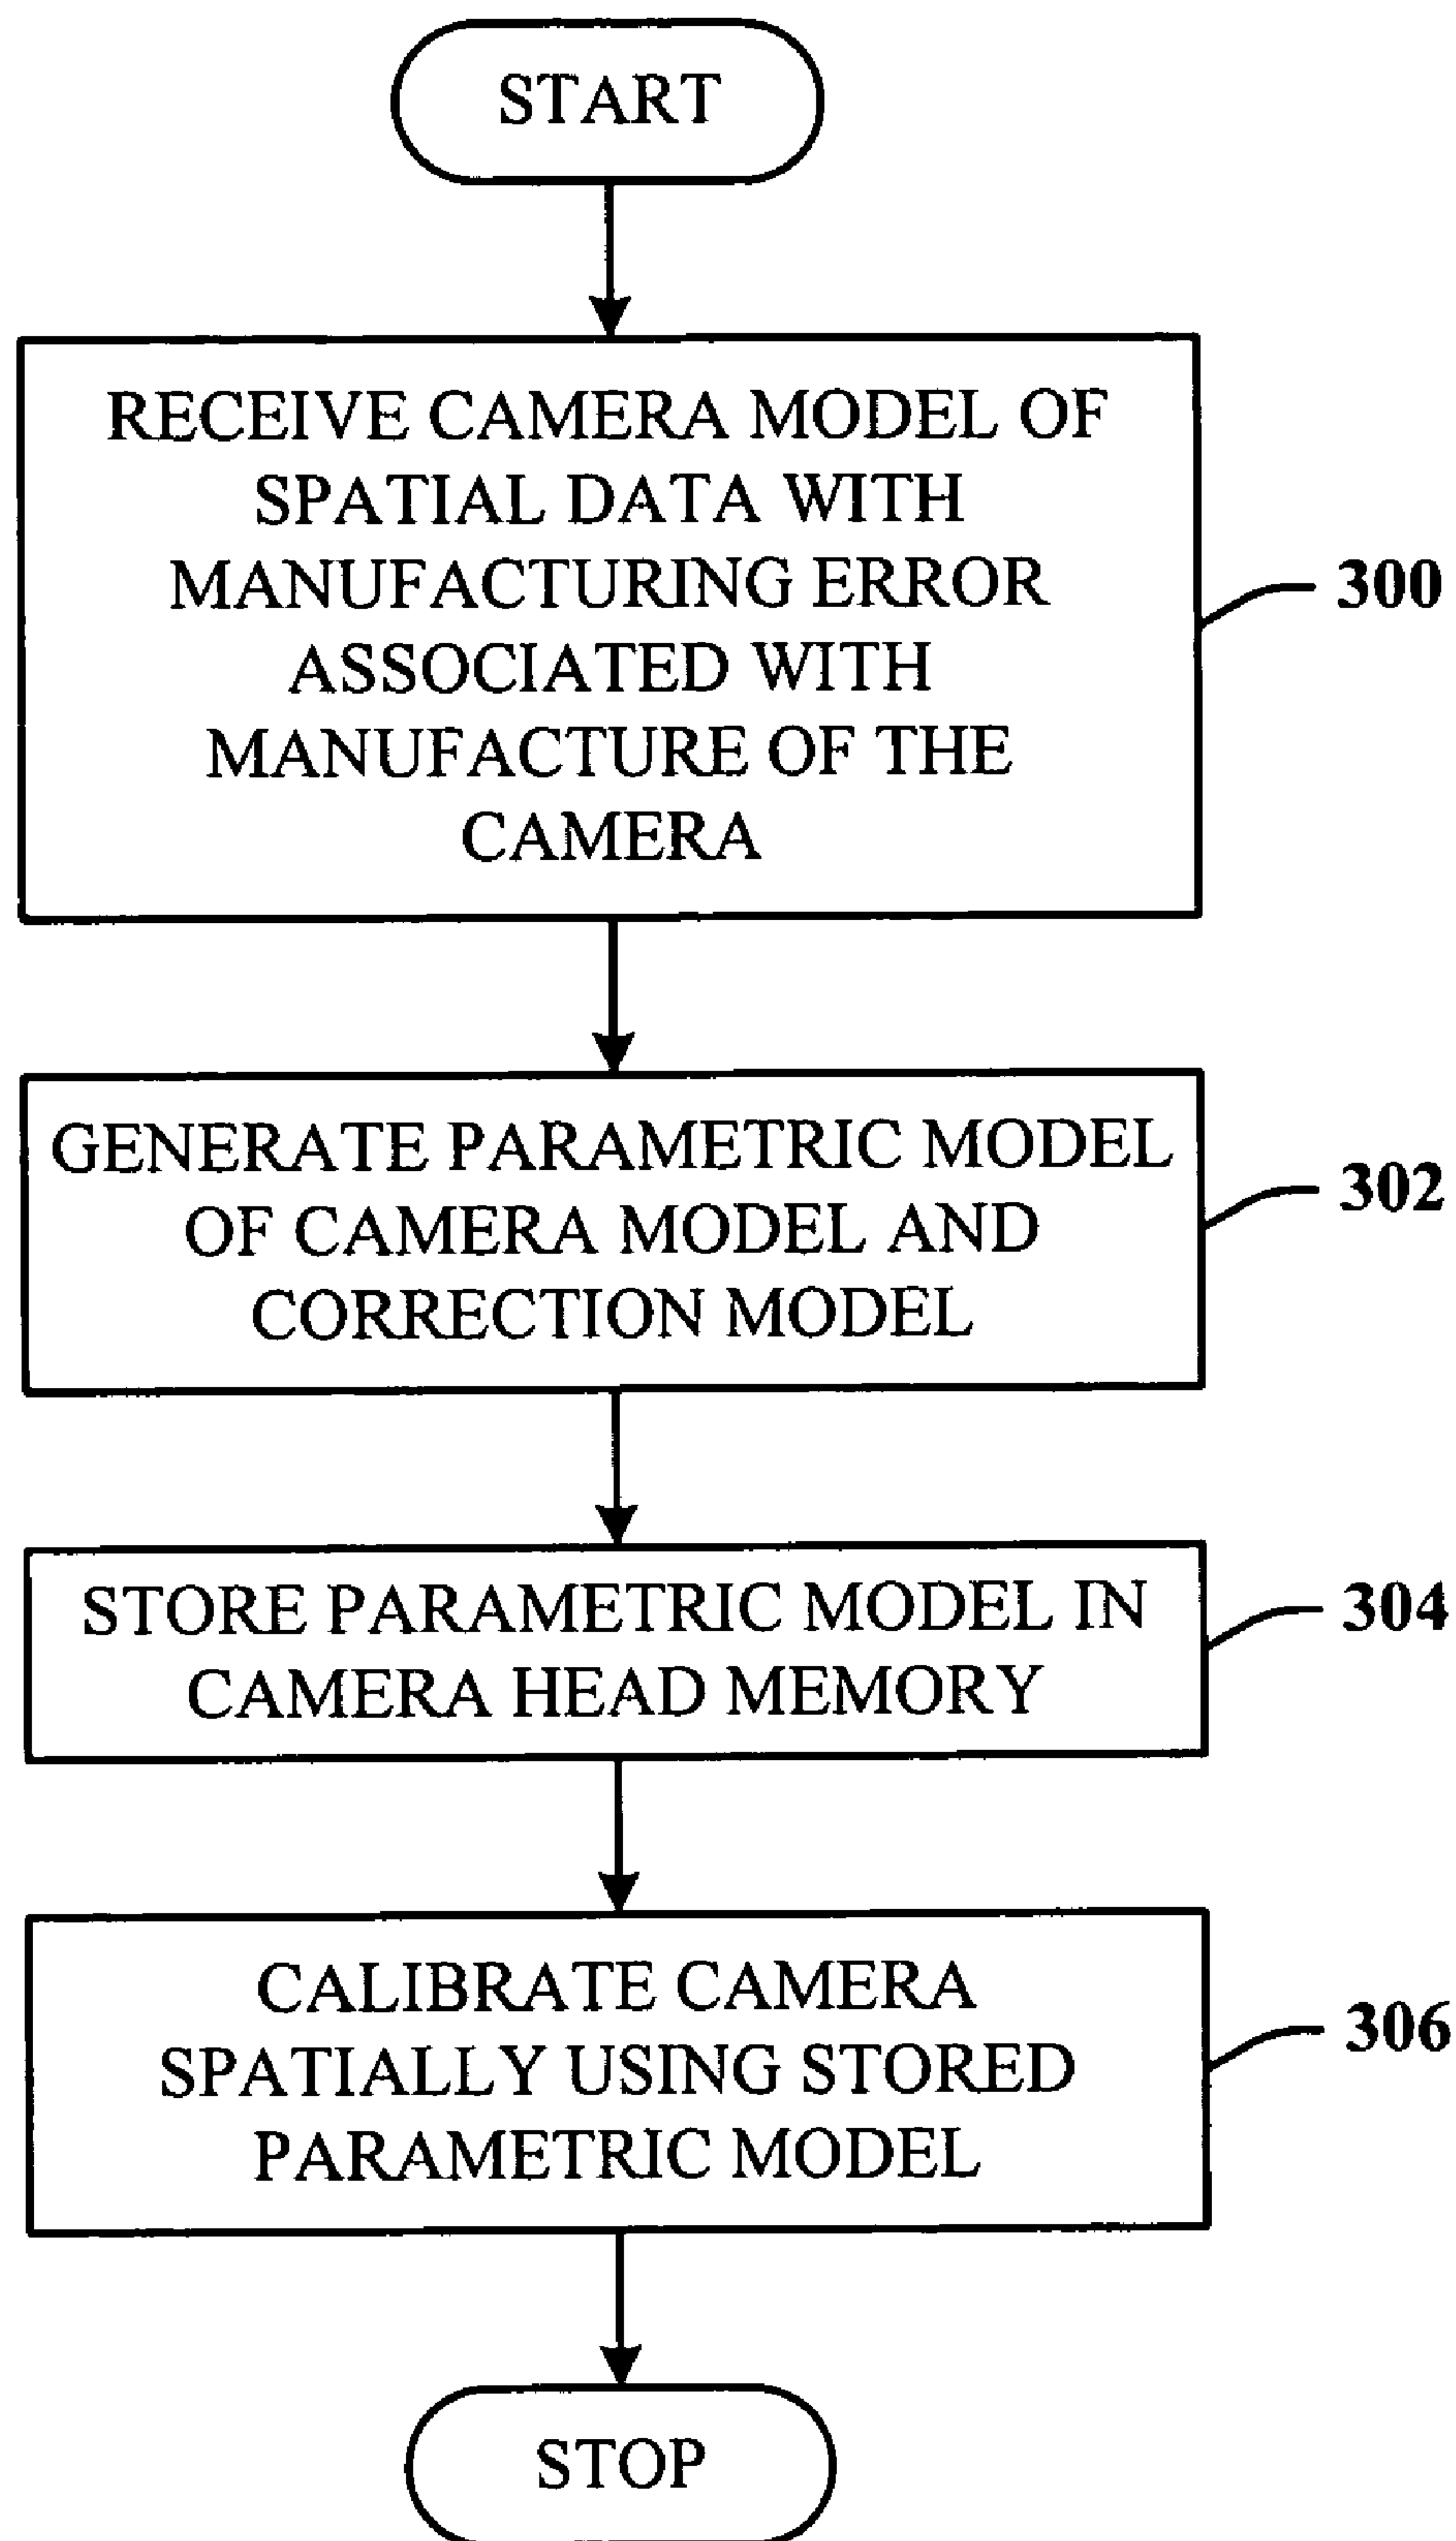 START
RECEIVE CAMERA MODEL OF
SPATIAL DATA WITH
MANUFACTURING ERROR
ASSOCIATED WITH
MANUFACTURE OF THE
CAMERA
300
GENERATE PARAMETRIC MODEL
OF CAMERA MODEL AND
CORRECTION MODEL
302
STORE PARAMETRIC MODEL IN
CAMERA HEAD MEMORY
304
CALIBRATE CAMERA
SPATIALLY USING STORED
PARAMETRIC MODEL
306
STOP